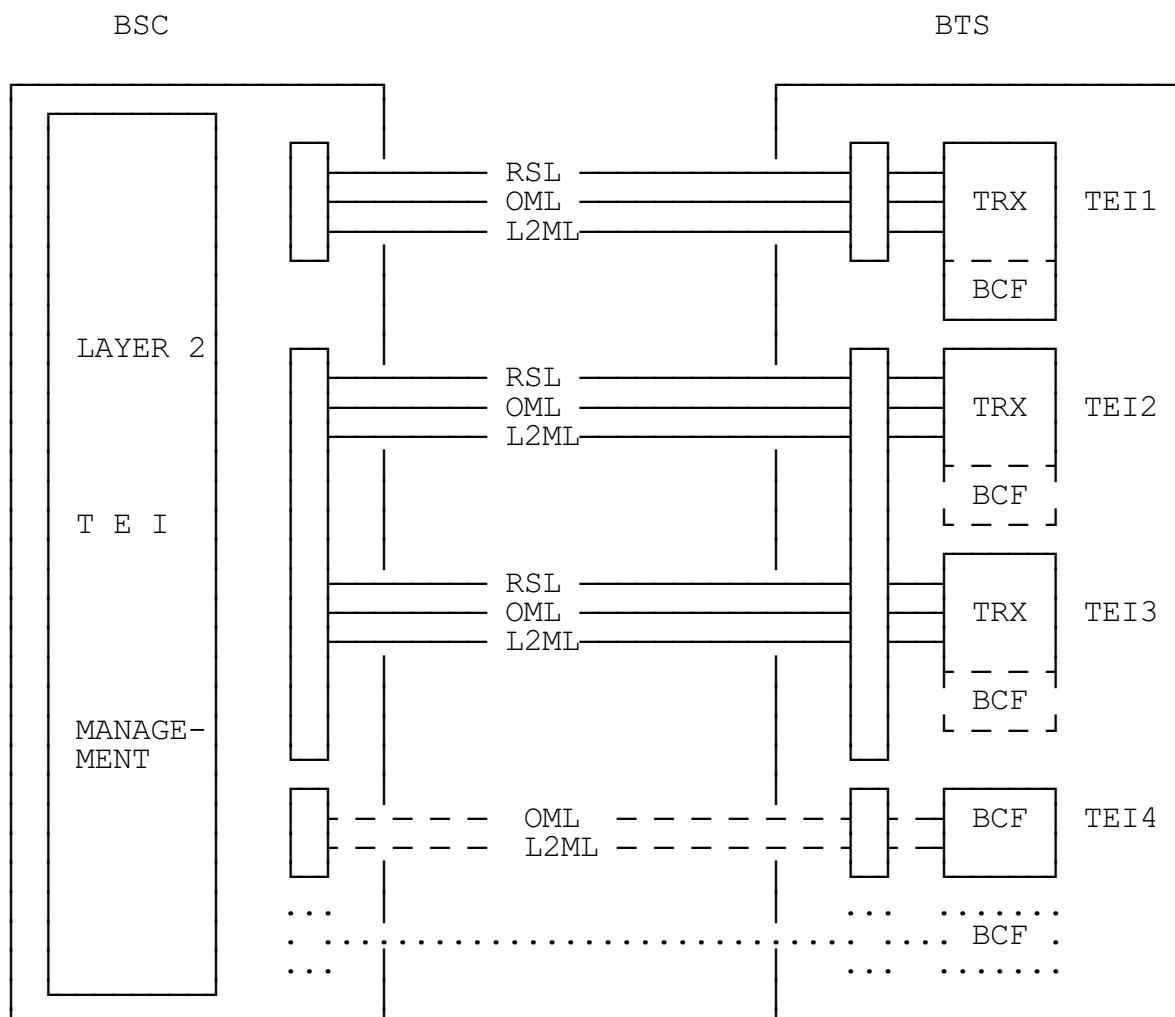 BSC BTS
RSL
OML TRX TEI1
L2ML
BCF
LAYER 2
RSL
OML TRX TEI2
L2ML
BCF
T E I
RSL
OML TRX TEI3
L2ML
BCF
MANAGE-
MENT
OML BCF TEI4
L2ML
BCF